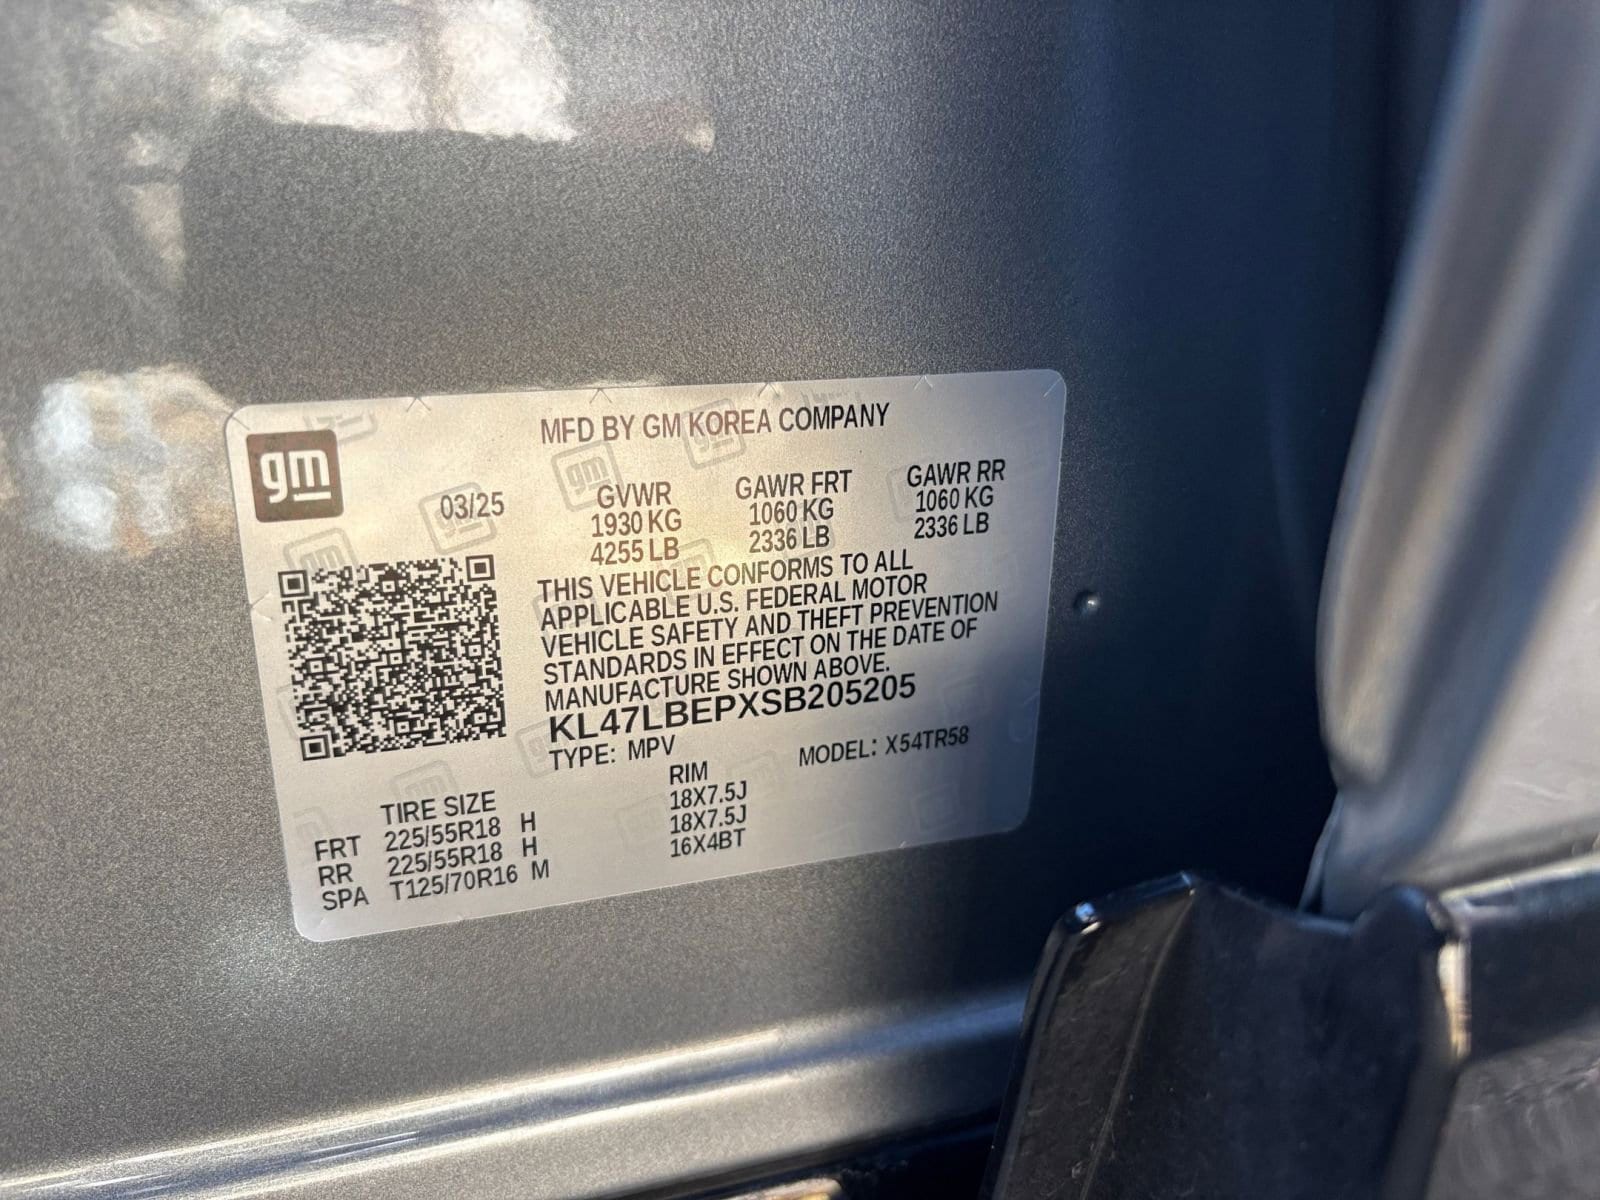 gm
MFD BY GM KOREA COMPANY
03/25
GVWR GAWR FRT GAWR RR
1930 KG 1060 KG 1060 KG
4255 LB 2336 LB 2336 LB
THIS VEHICLE CONFORMS TO ALL
APPLICABLE U.S. FEDERAL MOTOR
VEHICLE SAFETY AND THEFT PREVENTION
STANDARDS IN EFFECT ON THE DATE OF
MANUFACTURE SHOWN ABOVE.
KL47LBEPXSB205205
TYPE: MPV MODEL: X54TR58
TIRE SIZE RIM
FRT 225/55R18 H 18X7.5J
RR 225/55R18 H 18X7.5J
SPA T125/70R16 M 16X4BT